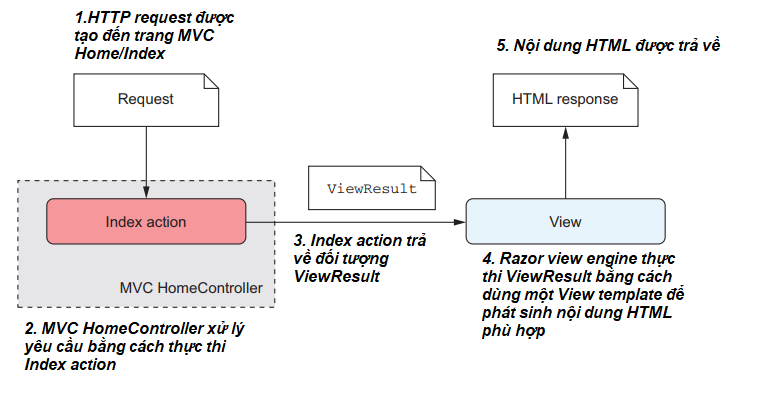 1.HTTP request được
tạo đến trang MVC
Home/Index
5. Nội dung HTML được trả về
Request
HTML response
ViewResult
Index action
View
3. Index action trả
về đối tượng
ViewResult
4. Razor view engine thực
thi ViewResult bằng cách
dùng một View template để
phát sinh nội dung HTML
phù hợp
MVC HomeController
2. MVC HomeController xử lý
yêu cầu bằng cách thực thi
Index action